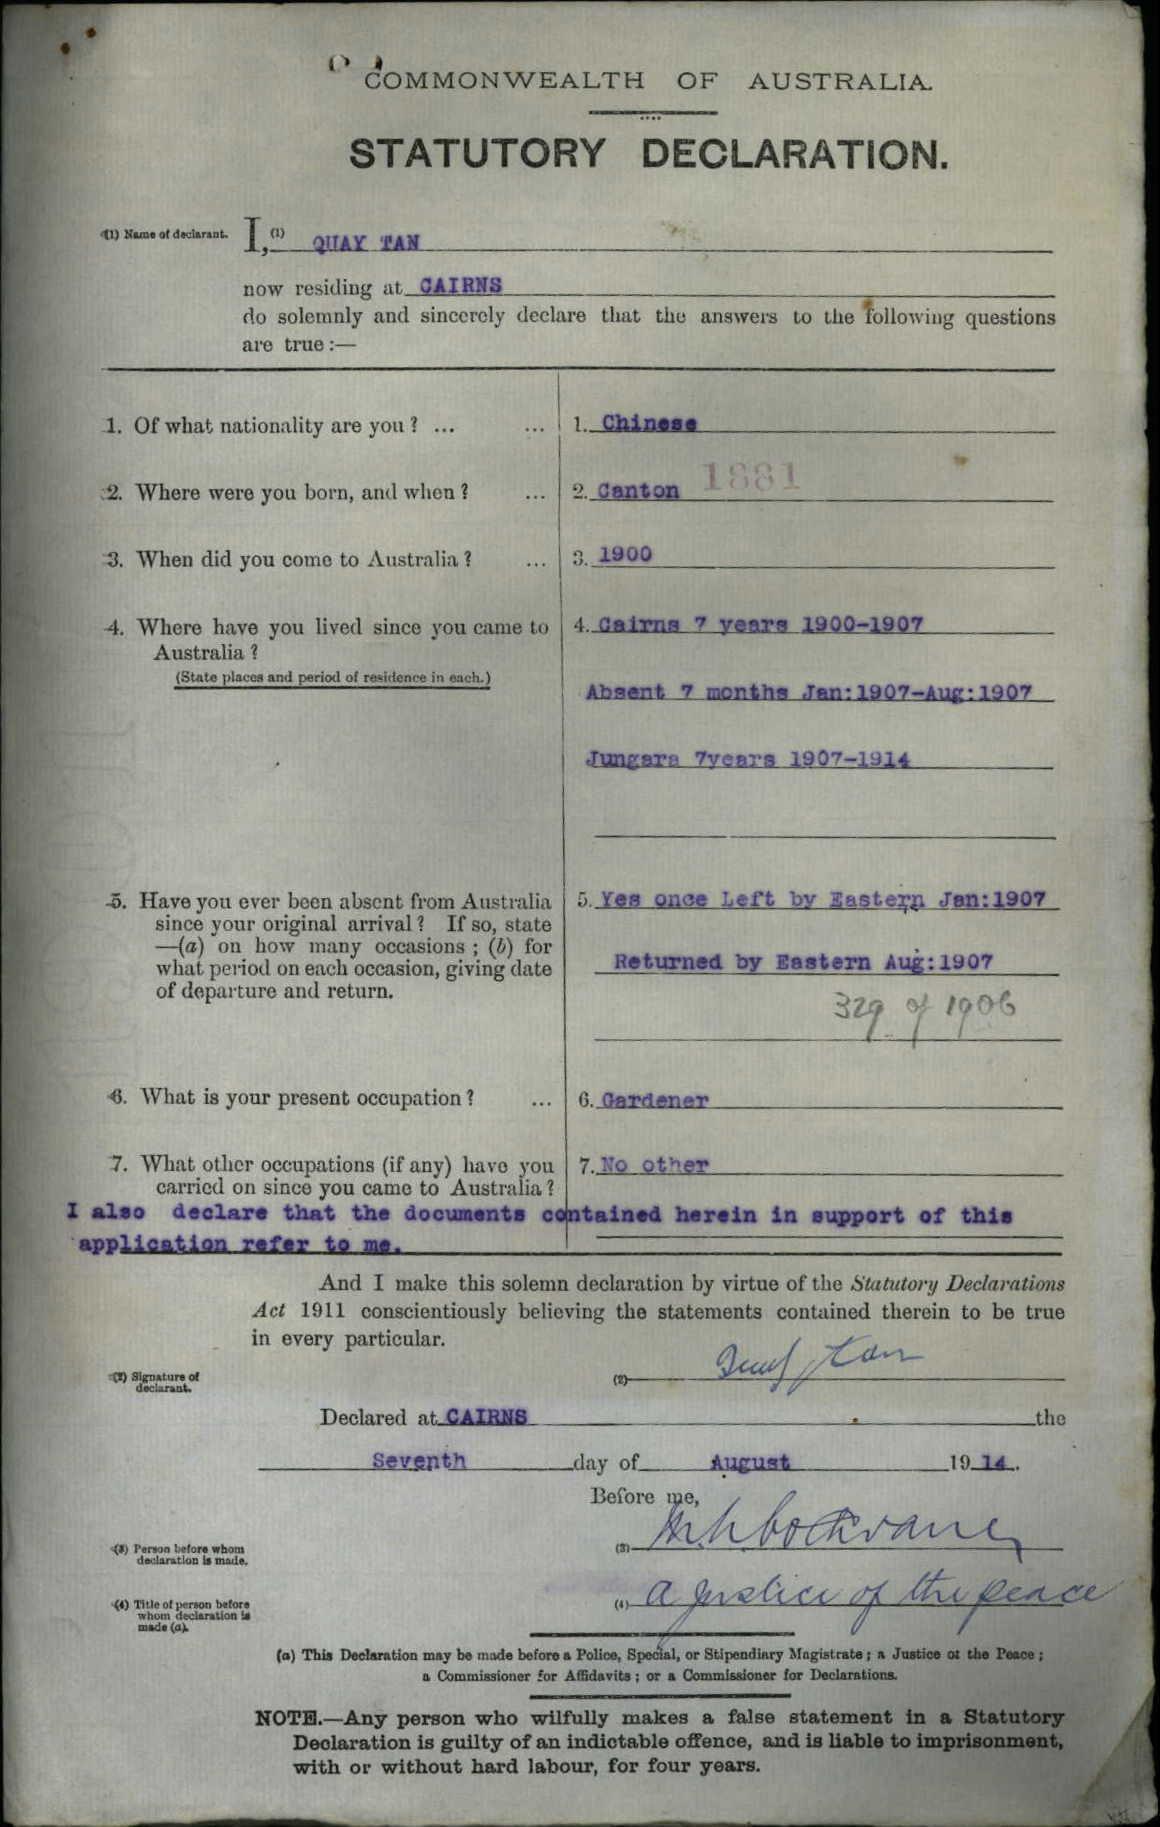 COMMONWEALTH OF AUSTRALIA.
STATUTORY DECLARATION.
(1) Name of declarant. I,(1) QUAY TAN
now residing at CAIRNS
do solemnly and sincerely declare that the answers to the following questions
are true:—
1. Of what nationality are you? ... ... 1. Chinese
2. Where were you born, and when? ... 2. Canton 1881
3. When did you come to Australia? ... 3. 1900
4. Where have you lived since you came to 4. Cairns 7 years 1900-1907
Australia?
(State places and period of residence in each.)
Absent 7 months Jan:1907-Aug:1907
Jungara 7years 1907-1914
5. Have you ever been absent from Australia 5. Yes once Left by Eastern Jan:1907
since your original arrival? If so, state
—(a) on how many occasions; (b) for
what period on each occasion, giving date Returned by Eastern Aug:1907
of departure and return.
329 of 1906
6. What is your present occupation? ... 6. Gardener
7. What other occupations (if any) have you 7. No other
carried on since you came to Australia?
I also declare that the documents contained herein in support of this
application refer to me.
And I make this solemn declaration by virtue of the Statutory Declarations
Act 1911 conscientiously believing the statements contained therein to be true
in every particular.
(2) Signature of (2) Tan
declarant.
Declared at CAIRNS the
Seventh day of August 19 14.
Before me,
(3) Person before whom (3)
declaration is made.
(4) Title of person before (4) a justice of the peace
whom declaration is
made (a).
(a) This Declaration may be made before a Police, Special, or Stipendiary Magistrate; a Justice of the Peace;
a Commissioner for Affidavits; or a Commissioner for Declarations.
NOTE.—Any person who wilfully makes a false statement in a Statutory
Declaration is guilty of an indictable offence, and is liable to imprisonment,
with or without hard labour, for four years.